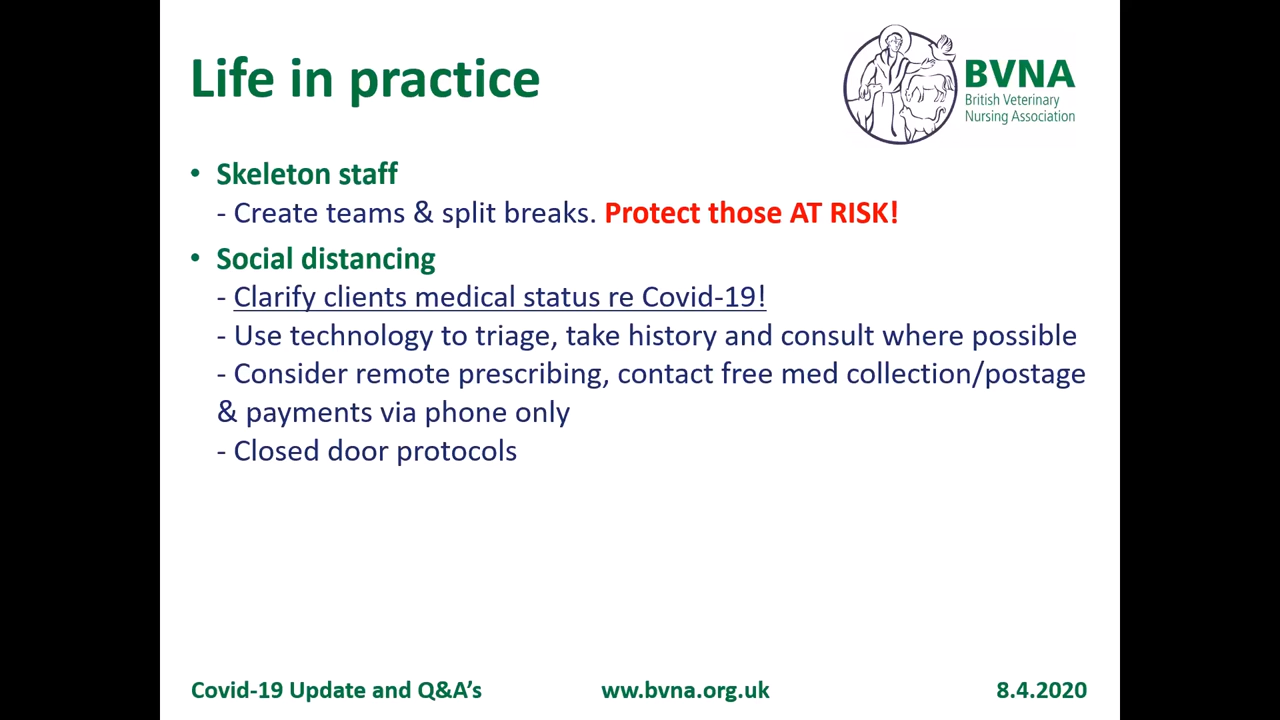 Life in practice
BVNA
British Veterinary
Nursing Association
• Skeleton staff
- Create teams & split breaks. Protect those AT RISK!
• Social distancing
- Clarify clients medical status re Covid-19!
- Use technology to triage, take history and consult where possible
- Consider remote prescribing, contact free med collection/postage
& payments via phone only
- Closed door protocols
Covid-19 Update and Q&A’s
ww.bvna.org.uk
8.4.2020